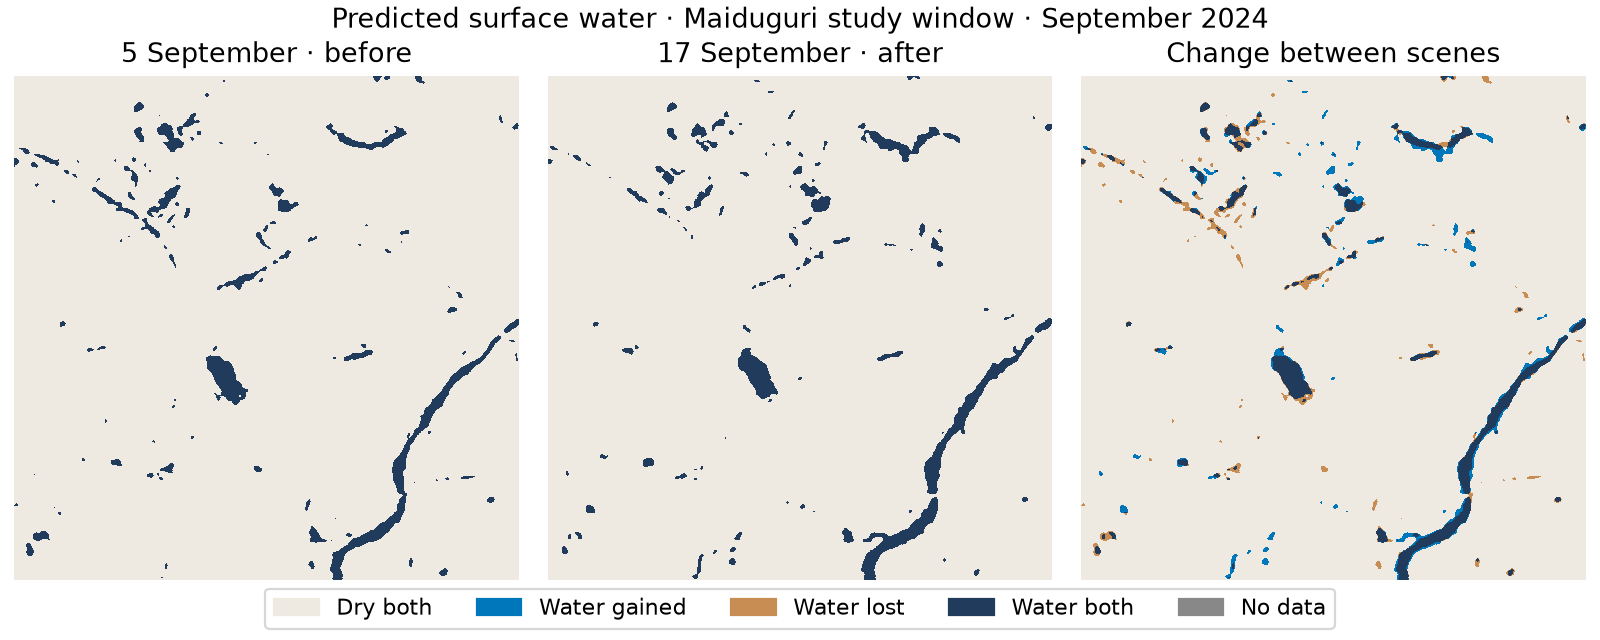 Predicted surface water · Maiduguri study window · September 2024
5 September · before
17 September · after
Change between scenes
Dry both
Water gained
Water lost
Water both
No data